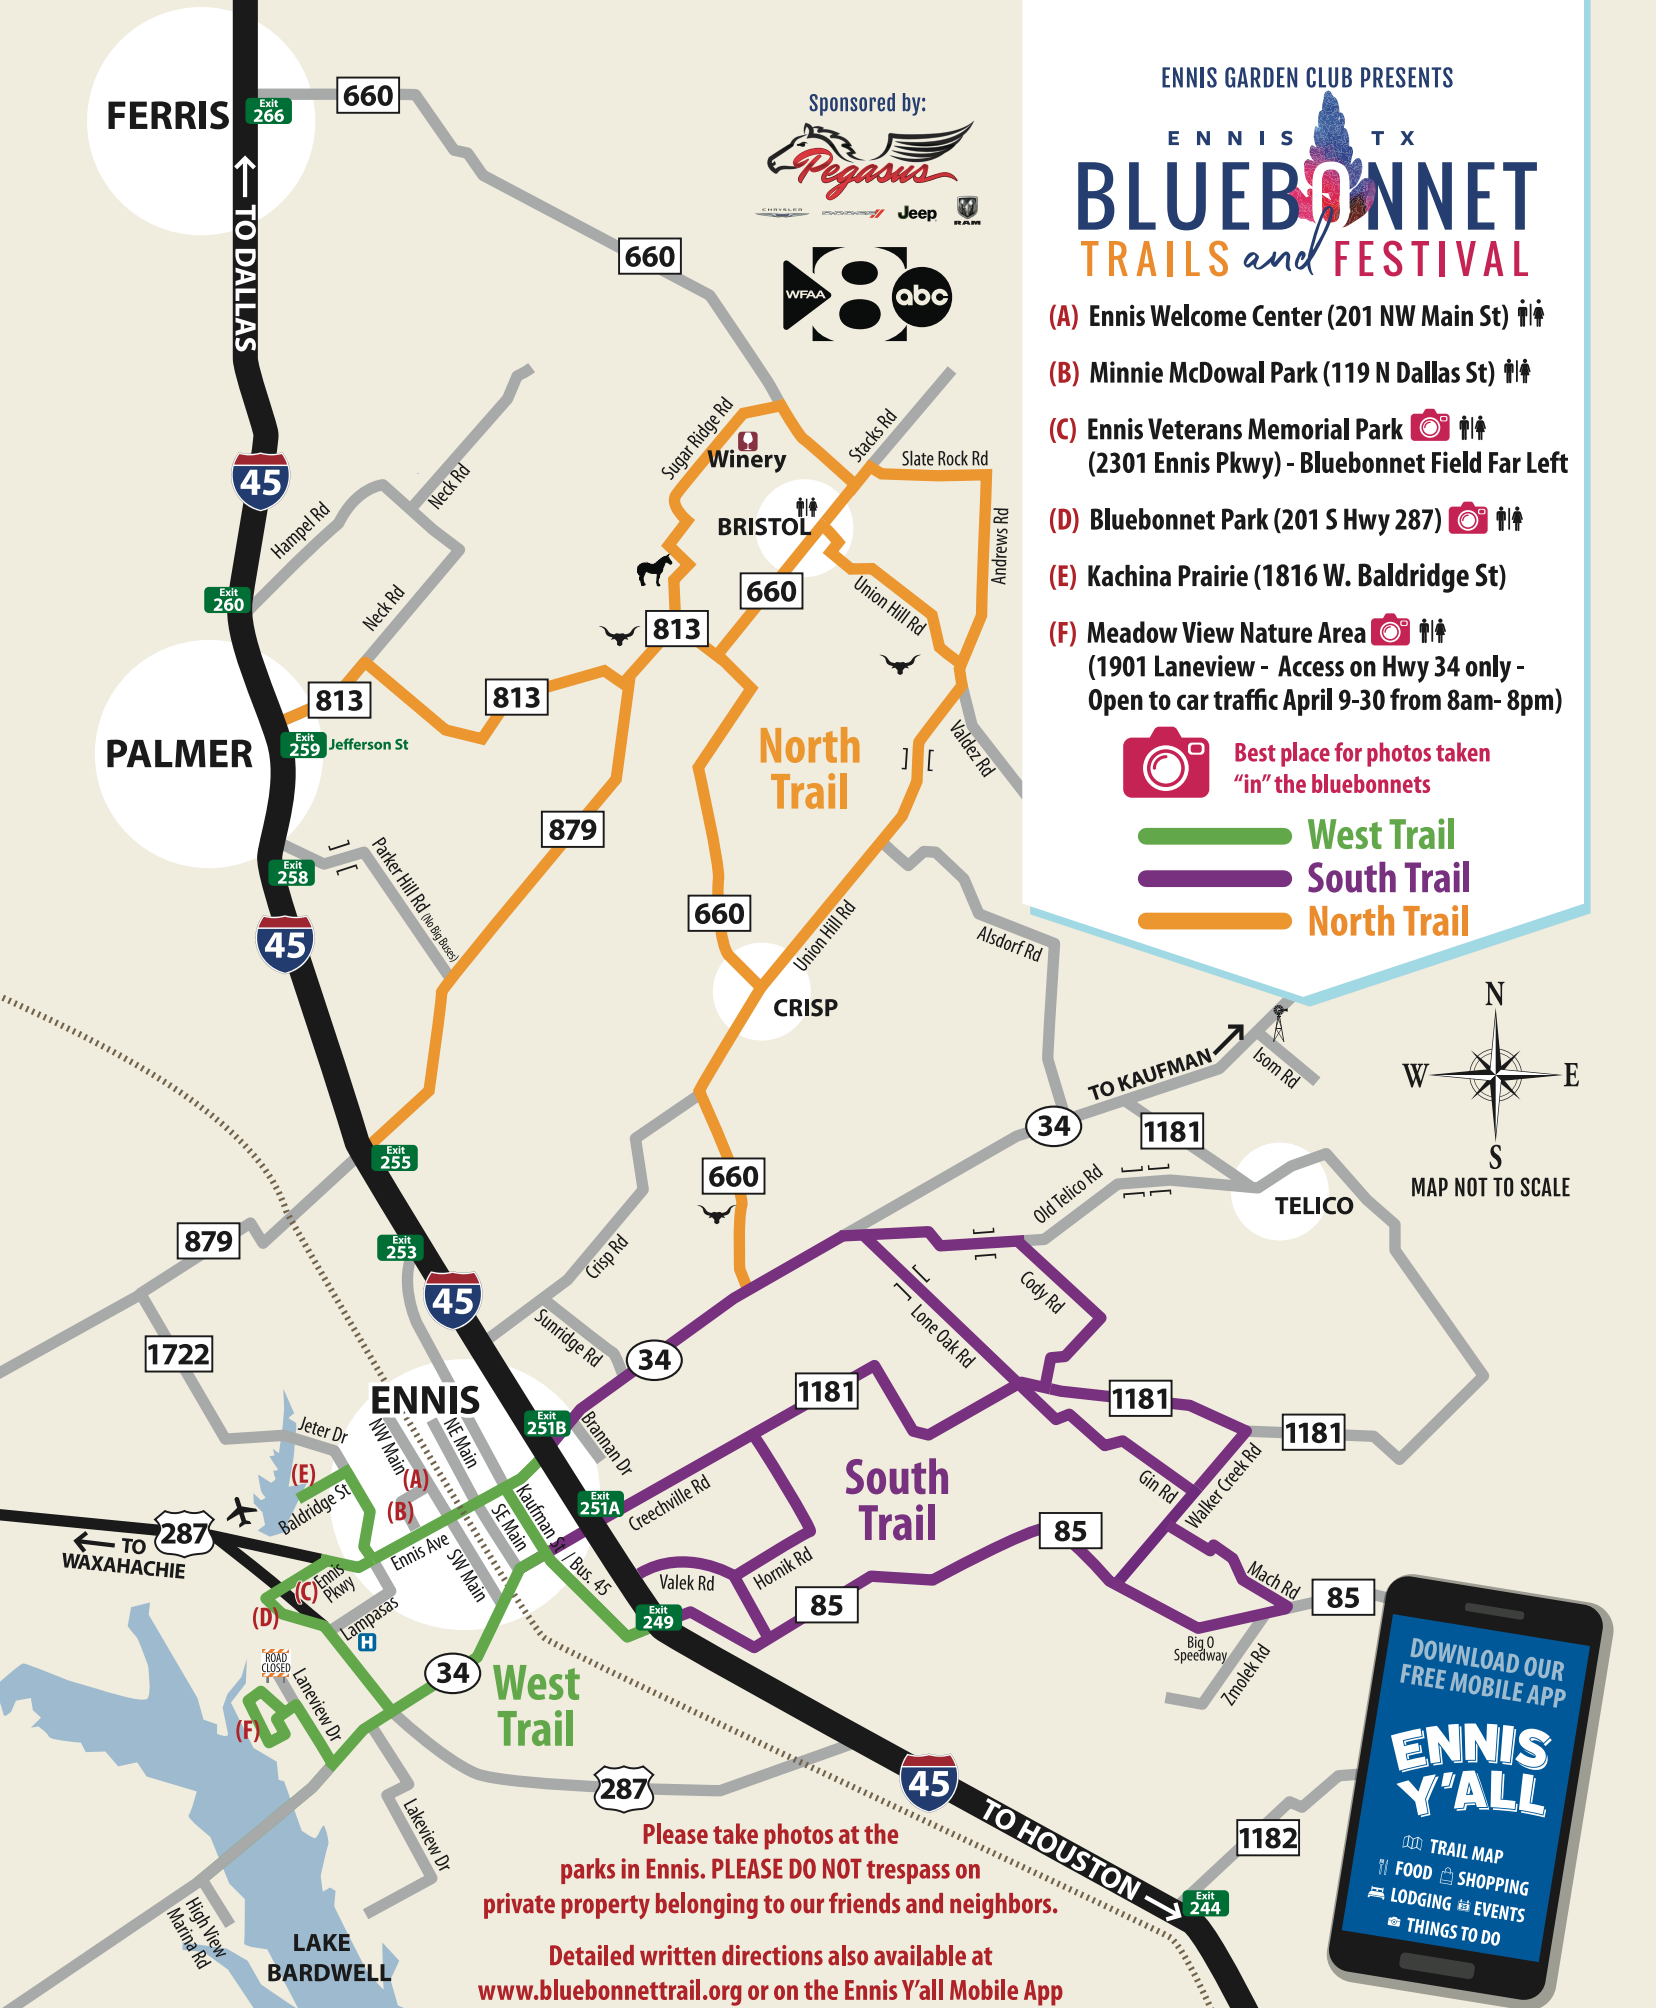 ENNIS GARDEN CLUB PRESENTS
ENNIS TX
BLUEBONNET
TRAILS and FESTIVAL
(A) Ennis Welcome Center (201 NW Main St)
(B) Minnie McDowal Park (119 N Dallas St)
(C) Ennis Veterans Memorial Park
(2301 Ennis Pkwy) - Bluebonnet Field Far Left
(D) Bluebonnet Park (201 S Hwy 287)
(E) Kachina Prairie (1816 W. Baldridge St)
(F) Meadow View Nature Area
(1901 Laneview - Access on Hwy 34 only -
Open to car traffic April 9-30 from 8am- 8pm)
Best place for photos taken
"in" the bluebonnets
West Trail
South Trail
North Trail
Sponsored by:
Pegasus
CHRYSLER
Jeep
RAM
WFAA
8
abc
FERRIS
Exit
266
660
TO DALLAS
660
45
Hampel Rd
Neck Rd
Neck Rd
Exit
260
Sugar Ridge Rd
Winery
Stacks Rd
Slate Rock Rd
BRISTOL
Andrews Rd
660
Union Hill Rd
813
813
813
PALMER
Exit
259
Jefferson St
North
Trail
Valdez Rd
879
Exit
258
Parker Hill Rd (No Big Buses)
45
660
Union Hill Rd
Alsdorf Rd
CRISP
N
W
E
S
MAP NOT TO SCALE
TO KAUFMAN
Isom Rd
34
1181
Exit
255
660
Old Telico Rd
TELICO
879
Exit
253
Crisp Rd
45
Cody Rd
Sunridge Rd
Lone Oak Rd
1722
34
ENNIS
1181
1181
1181
Exit
251B
Brannan Dr
Jeter Dr
NW Main
NE Main
(E)
(A)
(B)
Baldridge St
Exit
251A
Creechville Rd
South
Trail
Gin Rd
Walker Creek Rd
287
TO
WAXAHACHIE
Kaufman St / Bus. 45
SE Main
Ennis Ave
SW Main
85
(C)
Ennis
Pkwy
(D)
Lampasas
H
Valek Rd
Hornik Rd
85
Mach Rd
85
Exit
249
Big O
Speedway
Zmolek Rd
ROAD
CLOSED
Laneview Dr
34
West
Trail
(F)
287
45
Lakeview Dr
TO HOUSTON
1182
Exit
244
High View
Marina Rd
LAKE
BARDWELL
Please take photos at the
parks in Ennis. PLEASE DO NOT trespass on
private property belonging to our friends and neighbors.
Detailed written directions also available at
www.bluebonnettrail.org or on the Ennis Y'all Mobile App
DOWNLOAD OUR
FREE MOBILE APP
ENNIS
Y'ALL
TRAIL MAP
FOOD SHOPPING
LODGING EVENTS
THINGS TO DO